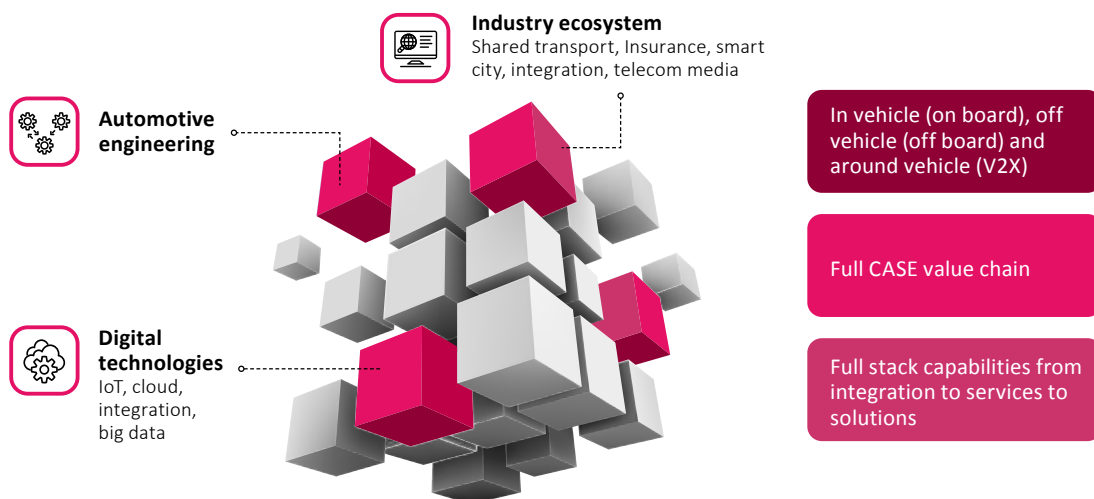 Industry ecosystem
Shared transport, Insurance, smart
city, integration, telecom media
Automotive
engineering
Digital
technologies
IoT, cloud,
integration,
big data
In vehicle (on board), off
vehicle (off board) and
around vehicle (V2X)
Full CASE value chain
Full stack capabilities from
integration to services to
solutions